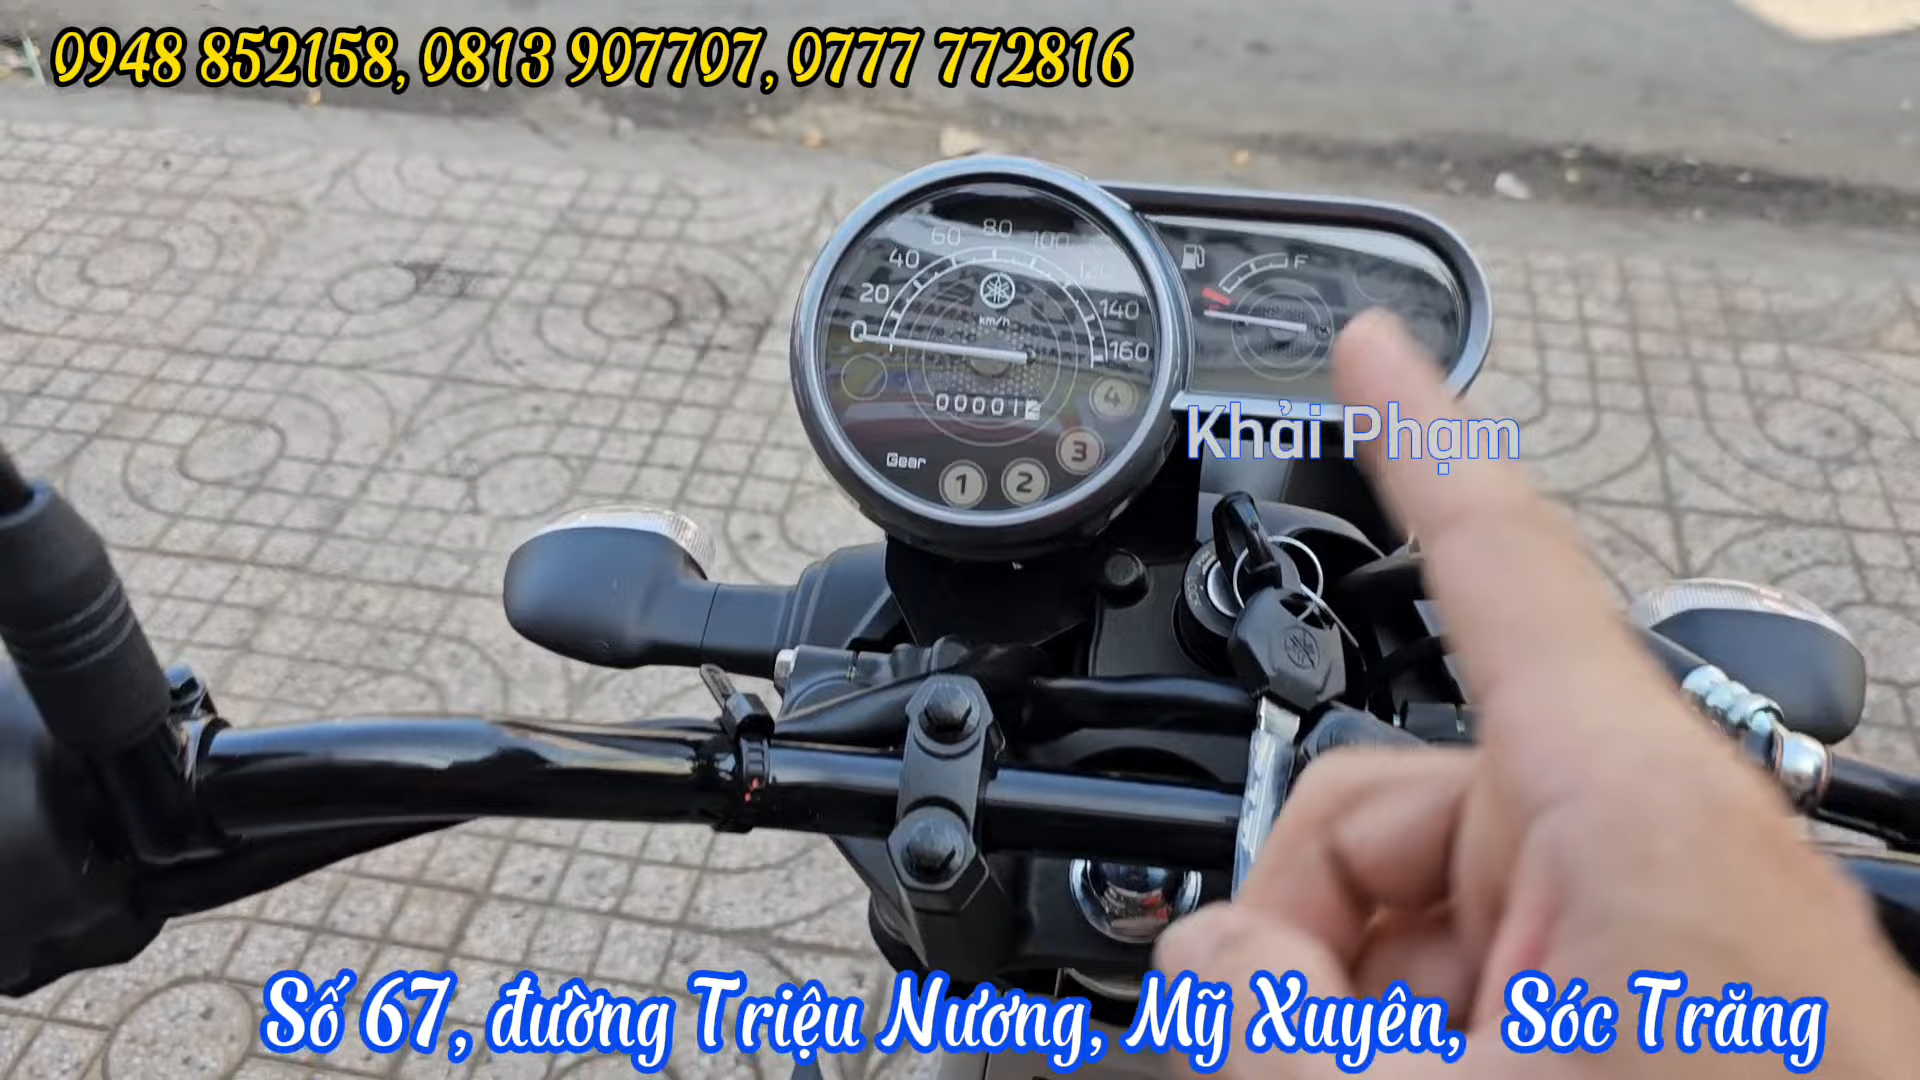 0948 852158, 0813 907707, 0777 772816
80
60
100
40
120
20
140
0
km/h
160
F
4
3
Gear
1
2
Khải Phạm
Số 67, đường Triệu Nương, Mỹ Xuyên, Sóc Trăng